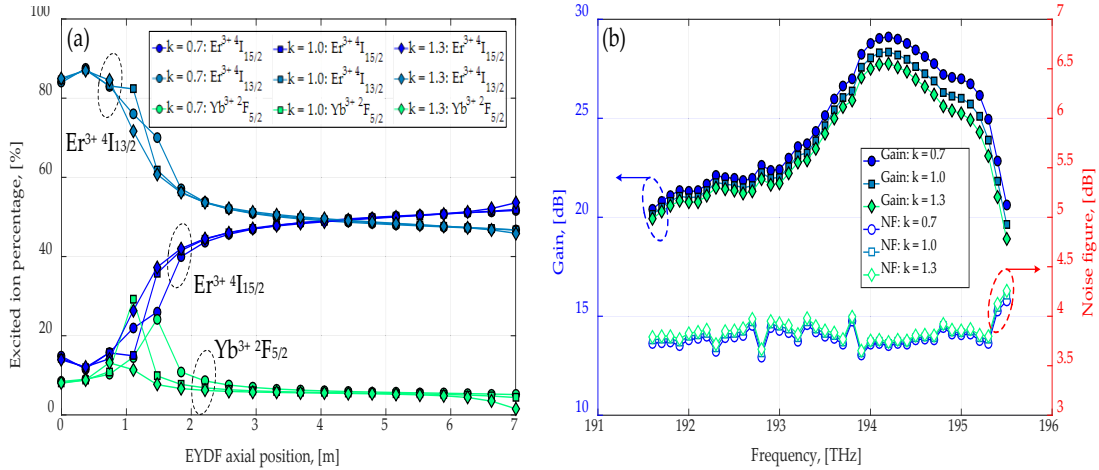 (a)
k = 0.7: Er3+ 4I15/2
k = 1.0: Er3+ 4I15/2
k = 1.3: Er3+ 4I15/2
k = 0.7: Er3+ 4I13/2
k = 1.0: Er3+ 4I13/2
k = 1.3: Er3+ 4I13/2
k = 0.7: Yb3+ 2F5/2
k = 1.0: Yb3+ 2F5/2
k = 1.3: Yb3+ 2F5/2
Er3+ 4I13/2
Er3+ 4I15/2
Yb3+ 2F5/2
100
80
60
40
20
0
Excited ion percentage, [%]
0
1
2
3
4
5
6
7
EYDF axial position, [m]
(b)
30
25
20
15
10
Gain, [dB]
Gain: k = 0.7
Gain: k = 1.0
Gain: k = 1.3
NF: k = 0.7
NF: k = 1.0
NF: k = 1.3
7
6.5
6
5.5
5
4.5
4
3.5
3
Noise figure, [dB]
191
192
193
194
195
196
Frequency, [THz]